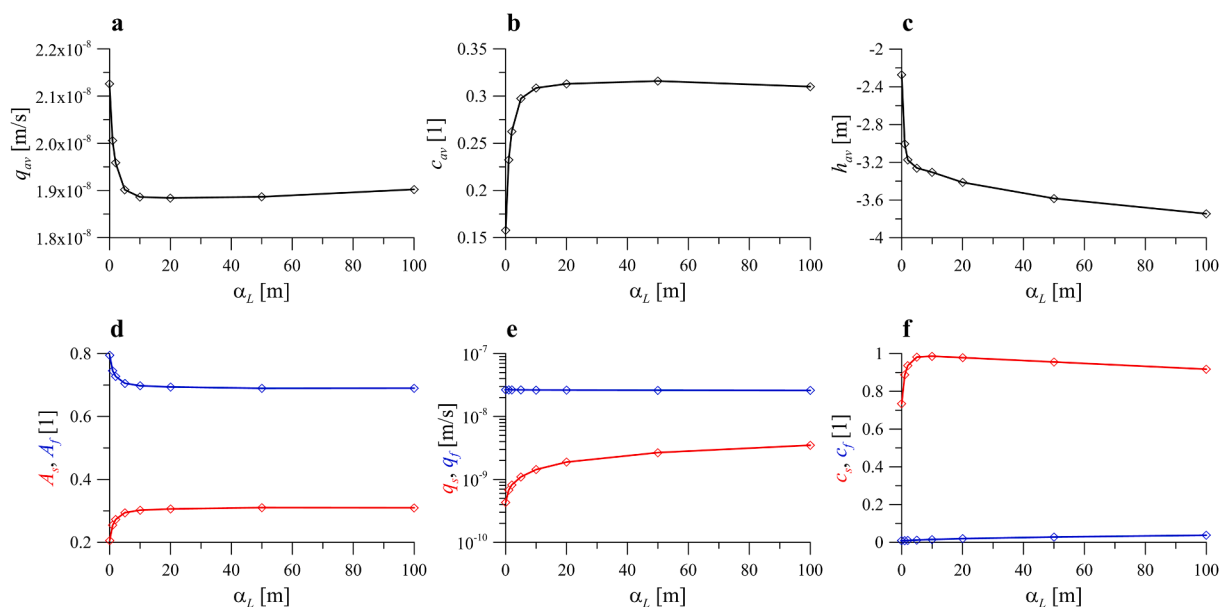 a
2.2x10⁻⁸
2.1x10⁻⁸
2.0x10⁻⁸
1.9x10⁻⁸
1.8x10⁻⁸
q_av [m/s]
0 20 40 60 80 100
α_L [m]
b
0.35
0.3
0.25
0.2
0.15
c_av [1]
0 20 40 60 80 100
α_L [m]
c
-2
-2.4
-2.8
-3.2
-3.6
-4
h_av [m]
0 20 40 60 80 100
α_L [m]
d
0.8
0.6
0.4
0.2
A_s, A_f [1]
0 20 40 60 80 100
α_L [m]
e
10⁻⁷
10⁻⁸
10⁻⁹
10⁻¹⁰
q_s, q_f [m/s]
0 20 40 60 80 100
α_L [m]
f
1
0.8
0.6
0.4
0.2
0
c_s, c_f [1]
0 20 40 60 80 100
α_L [m]